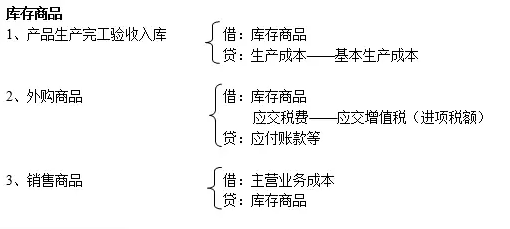 库存商品
1、产品生产完工验收入库
借：库存商品
贷：生产成本——基本生产成本
2、外购商品
借：库存商品
应交税费——应交增值税（进项税额）
贷：应付账款等
3、销售商品
借：主营业务成本
贷：库存商品